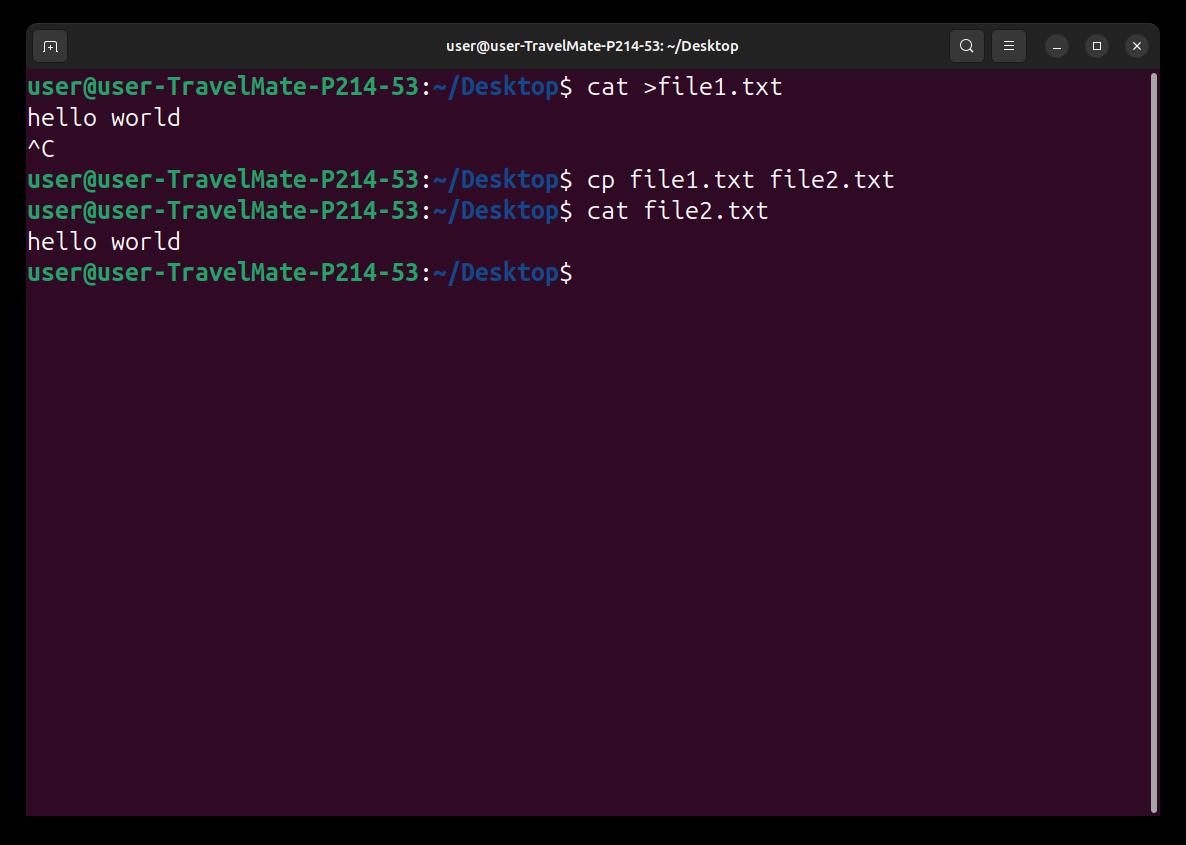 user@user-TravelMate-P214-53: ~/Desktop
user@user-TravelMate-P214-53:~/Desktop$ cat >file1.txt
hello world
^C
user@user-TravelMate-P214-53:~/Desktop$ cp file1.txt file2.txt
user@user-TravelMate-P214-53:~/Desktop$ cat file2.txt
hello world
user@user-TravelMate-P214-53:~/Desktop$